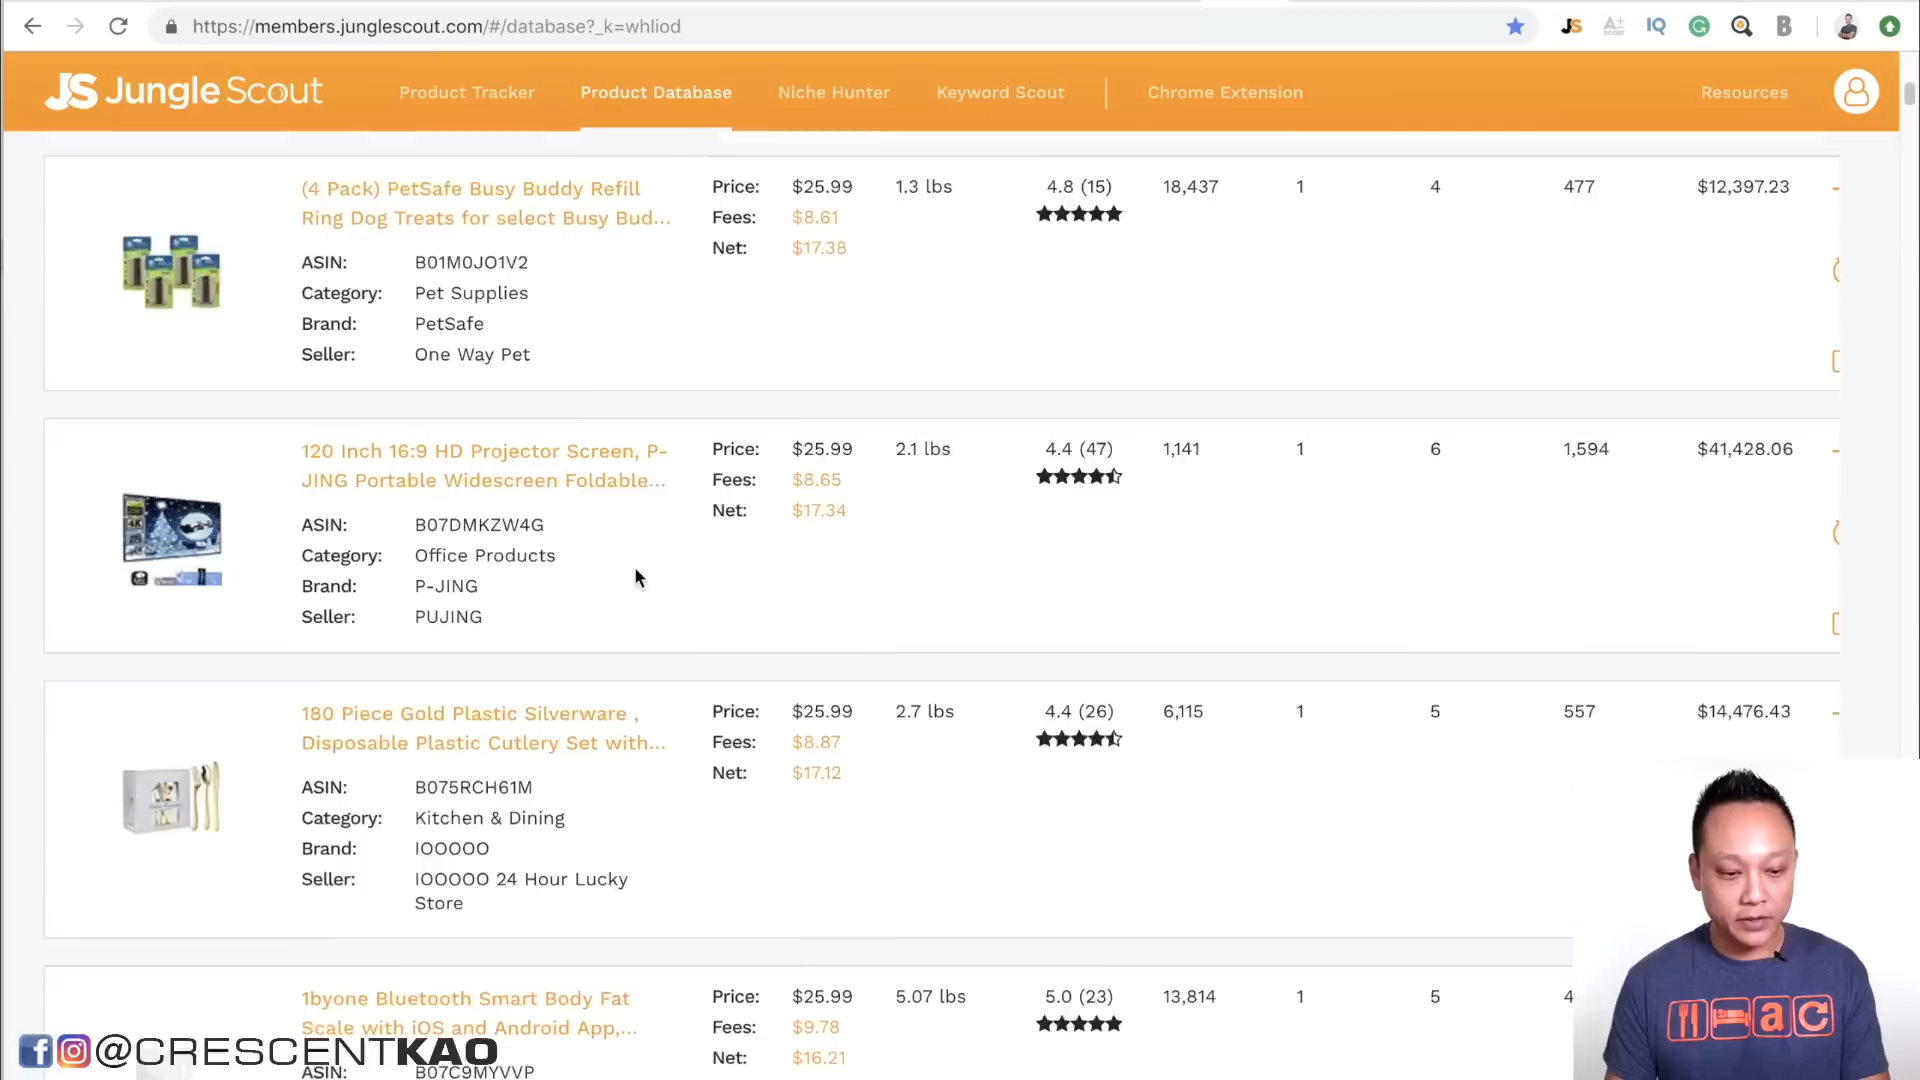 https://members.junglescout.com/#/database?_k=whliod
JS A+ IQ G B
JS Jungle Scout
Product Tracker Product Database Niche Hunter Keyword Scout Chrome Extension Resources
(4 Pack) PetSafe Busy Buddy Refill
Ring Dog Treats for select Busy Bud...
ASIN: B01M0JO1V2
Category: Pet Supplies
Brand: PetSafe
Seller: One Way Pet
Price: $25.99 1.3 lbs 4.8 (15) 18,437 1 4 477 $12,397.23
Fees: $8.61
Net: $17.38
120 Inch 16:9 HD Projector Screen, P-
JING Portable Widescreen Foldable...
ASIN: B07DMKZW4G
Category: Office Products
Brand: P-JING
Seller: PUJING
Price: $25.99 2.1 lbs 4.4 (47) 1,141 1 6 1,594 $41,428.06
Fees: $8.65
Net: $17.34
180 Piece Gold Plastic Silverware ,
Disposable Plastic Cutlery Set with...
ASIN: B075RCH61M
Category: Kitchen & Dining
Brand: IOOOOO
Seller: IOOOOO 24 Hour Lucky
Store
Price: $25.99 2.7 lbs 4.4 (26) 6,115 1 5 557 $14,476.43
Fees: $8.87
Net: $17.12
1byone Bluetooth Smart Body Fat
Scale with iOS and Android App,...
ASIN: B07C9MYVVP
Price: $25.99 5.07 lbs 5.0 (23) 13,814 1 5 4
Fees: $9.78
Net: $16.21
@CRESCENTKAO
a C